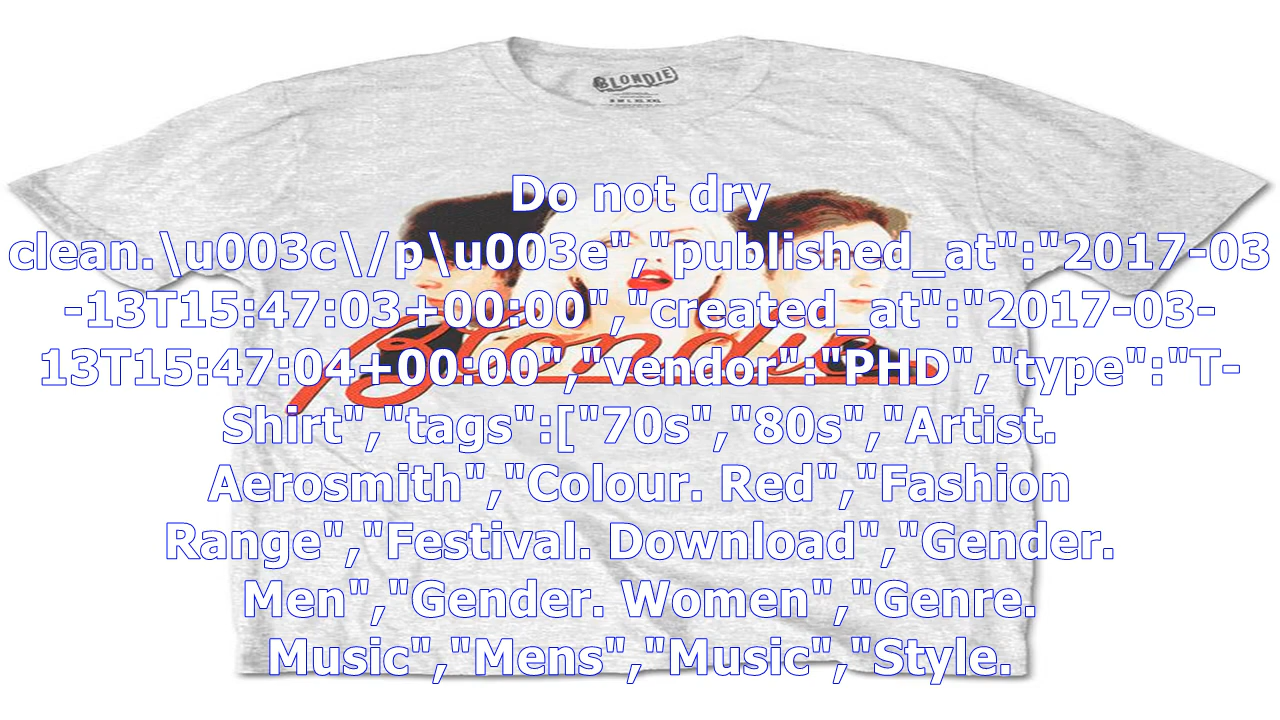 BLONDIE
Do not dry
clean.\u003c\/p\u003e","published_at":"2017-03
-13T15:47:03+00:00","created_at":"2017-03-
13T15:47:04+00:00","vendor":"PHD","type":"T-
Shirt","tags":["70s","80s","Artist.
Aerosmith","Colour. Red","Fashion
Range","Festival. Download","Gender.
Men","Gender. Women","Genre.
Music","Mens","Music","Style.
Blondie